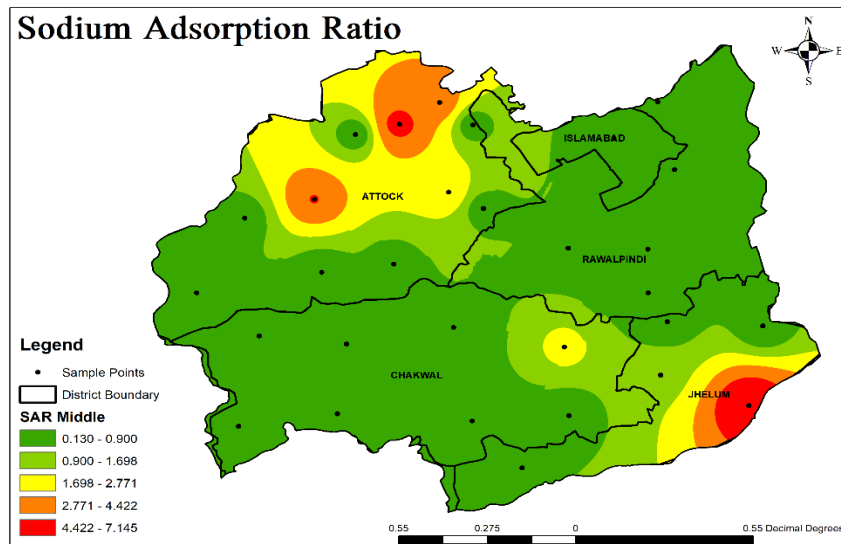 Sodium Adsorption Ratio
N
W E
S
ISLAMABAD
ATTOCK
RAWALPINDI
CHAKWAL
JHELUM
Legend
Sample Points
District Boundary
SAR Middle
0.130 - 0.900
0.900 - 1.698
1.698 - 2.771
2.771 - 4.422
4.422 - 7.145
0.55 0.275 0 0.55 Decimal Degrees